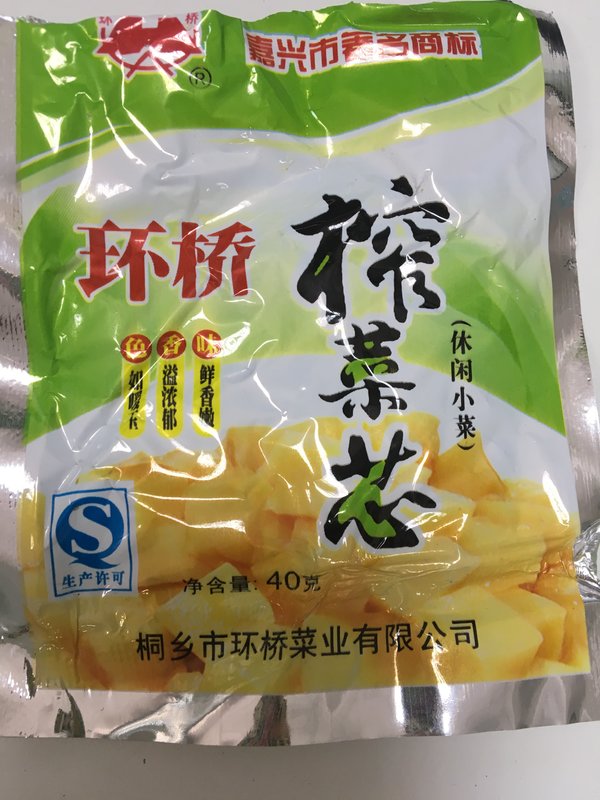 环 桥
®
嘉兴市著名商标
环桥
榨菜芯
(休闲小菜)
色
香溢浓郁
味鲜香嫩
S
生产许可
净含量: 40克
桐乡市环桥菜业有限公司